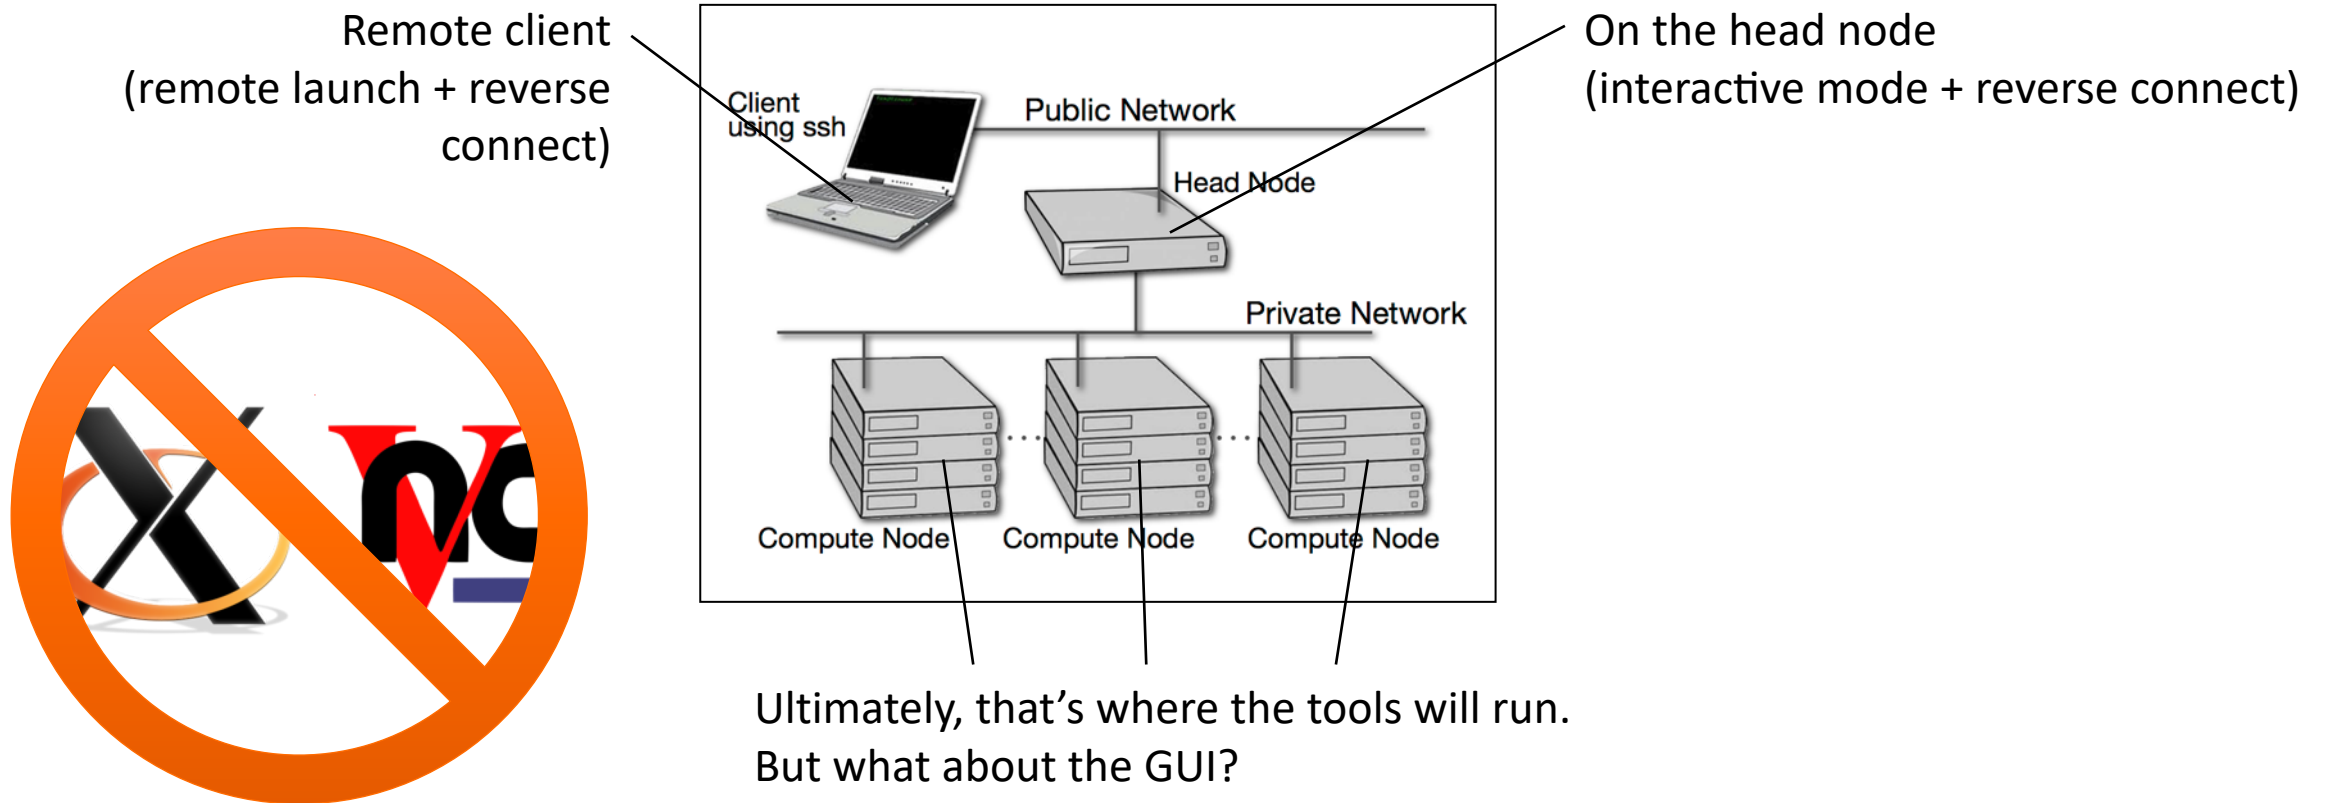 Remote client
(remote launch + reverse
connect)
On the head node
(interactive mode + reverse connect)
Client
using ssh
Public Network
Head Node
Private Network
Compute Node
Compute Node
Compute Node
X
Vnc
Ultimately, that’s where the tools will run.
But what about the GUI?